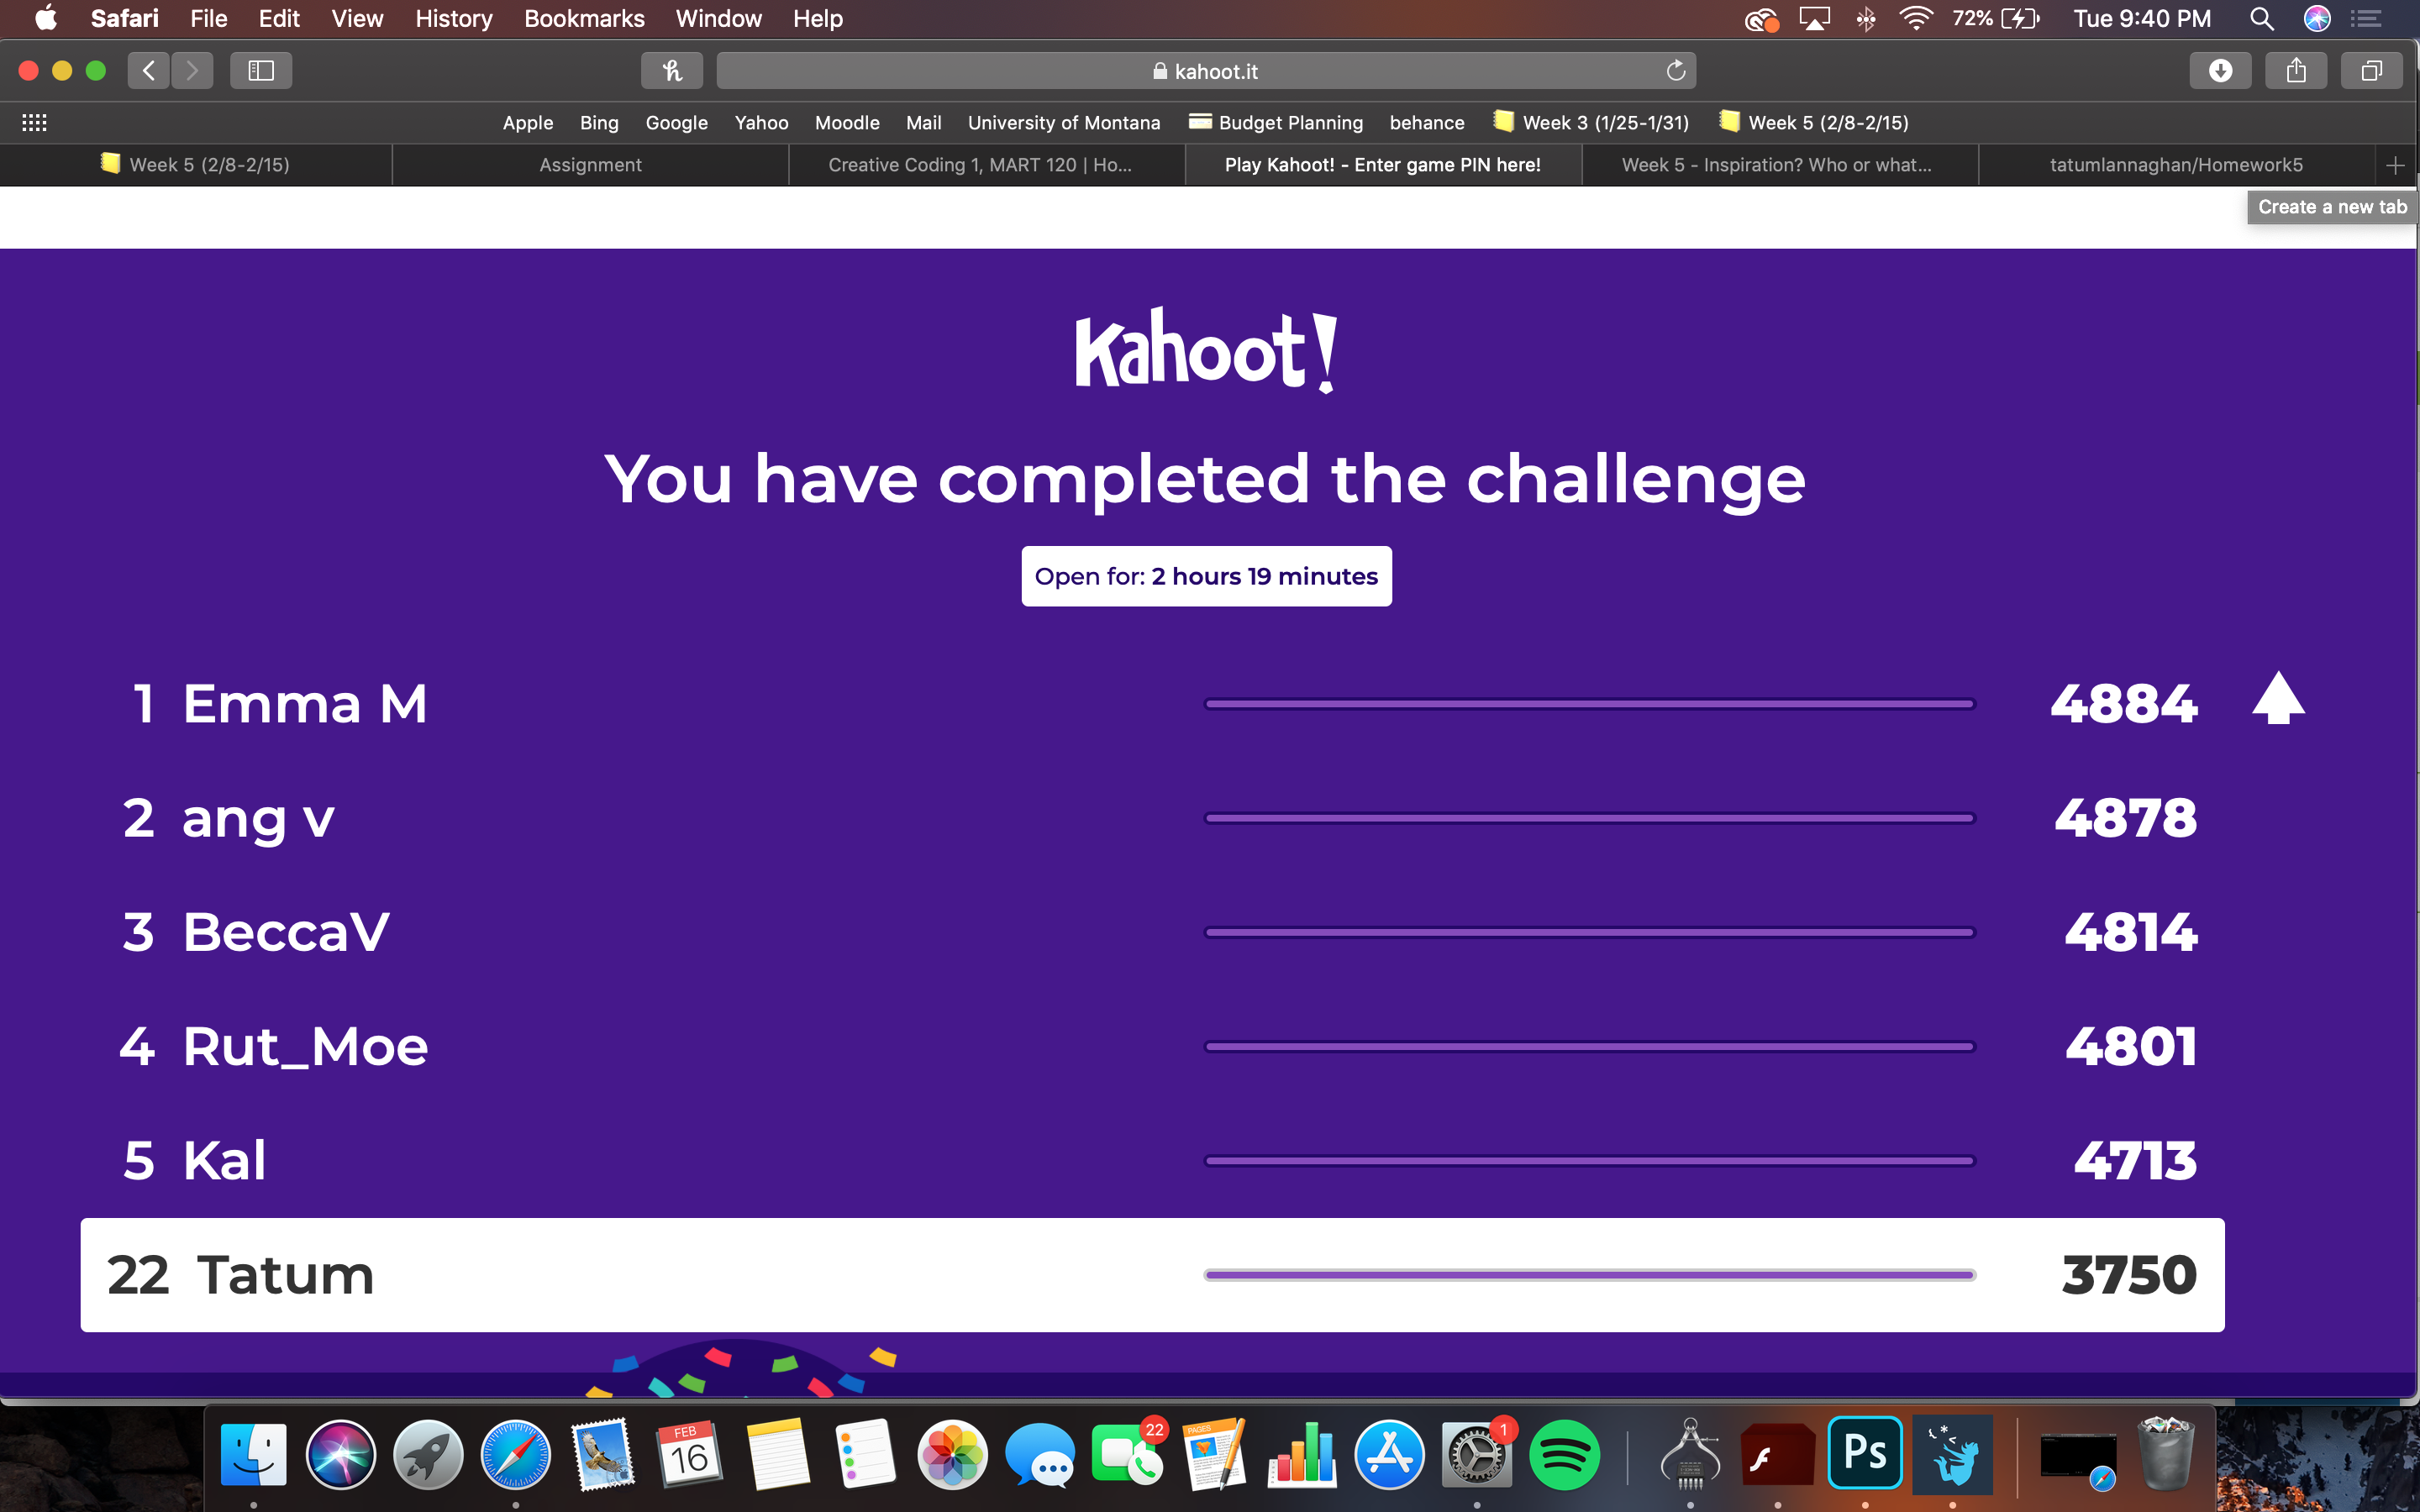 Safari File Edit View History Bookmarks Window Help 72% Tue 9:40 PM
kahoot.it
Apple Bing Google Yahoo Moodle Mail University of Montana Budget Planning behance Week 3 (1/25-1/31) Week 5 (2/8-2/15)
Week 5 (2/8-2/15) Assignment Creative Coding 1, MART 120 | Ho... Play Kahoot! - Enter game PIN here! Week 5 - Inspiration? Who or what... tatumlannaghan/Homework5
Create a new tab
Kahoot!
You have completed the challenge
Open for: 2 hours 19 minutes
1 Emma M 4884
2 ang v 4878
3 BeccaV 4814
4 Rut_Moe 4801
5 Kal 4713
22 Tatum 3750
FEB 22 PAGES 1
16 Ps